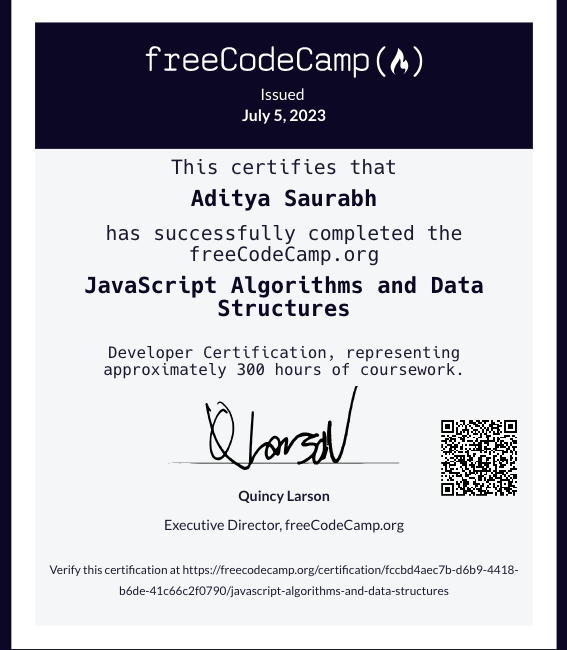 freeCodeCamp(🔥)
Issued
July 5, 2023
This certifies that
Aditya Saurabh
has successfully completed the
freeCodeCamp.org
JavaScript Algorithms and Data
Structures
Developer Certification, representing
approximately 300 hours of coursework.
Quincy Larson
Executive Director, freeCodeCamp.org
Verify this certification at https://freecodecamp.org/certification/fccbd4aec7b-d6b9-4418-
b6de-41c66c2f0790/javascript-algorithms-and-data-structures